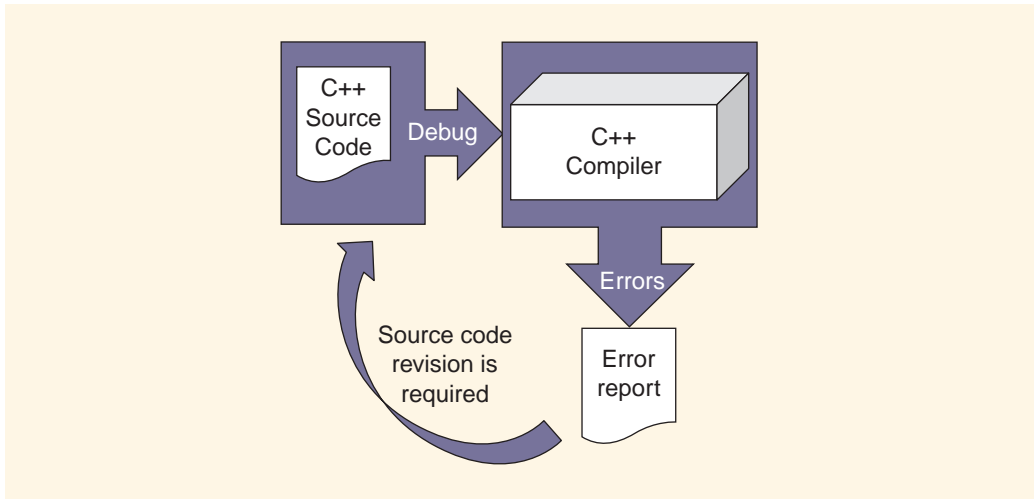 C++
Source
Code
Debug
C++
Compiler
Errors
Error
report
Source code
revision is
required